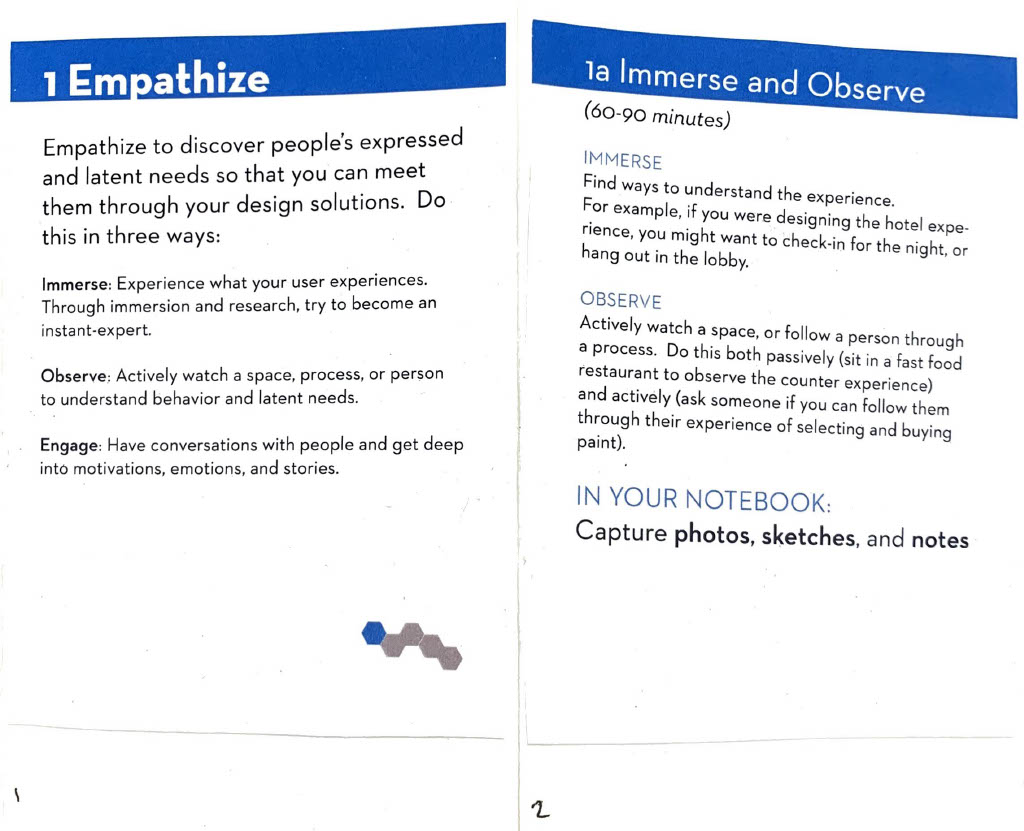 1 Empathize
Empathize to discover people's expressed
and latent needs so that you can meet
them through your design solutions. Do
this in three ways:
Immerse: Experience what your user experiences.
Through immersion and research, try to become an
instant-expert.
Observe: Actively watch a space, process, or person
to understand behavior and latent needs.
Engage: Have conversations with people and get deep
into motivations, emotions, and stories.
1
1a Immerse and Observe
(60-90 minutes)
IMMERSE
Find ways to understand the experience.
For example, if you were designing the hotel expe-
rience, you might want to check-in for the night, or
hang out in the lobby.
OBSERVE
Actively watch a space, or follow a person through
a process. Do this both passively (sit in a fast food
restaurant to observe the counter experience)
and actively (ask someone if you can follow them
through their experience of selecting and buying
paint).
IN YOUR NOTEBOOK:
Capture photos, sketches, and notes
2